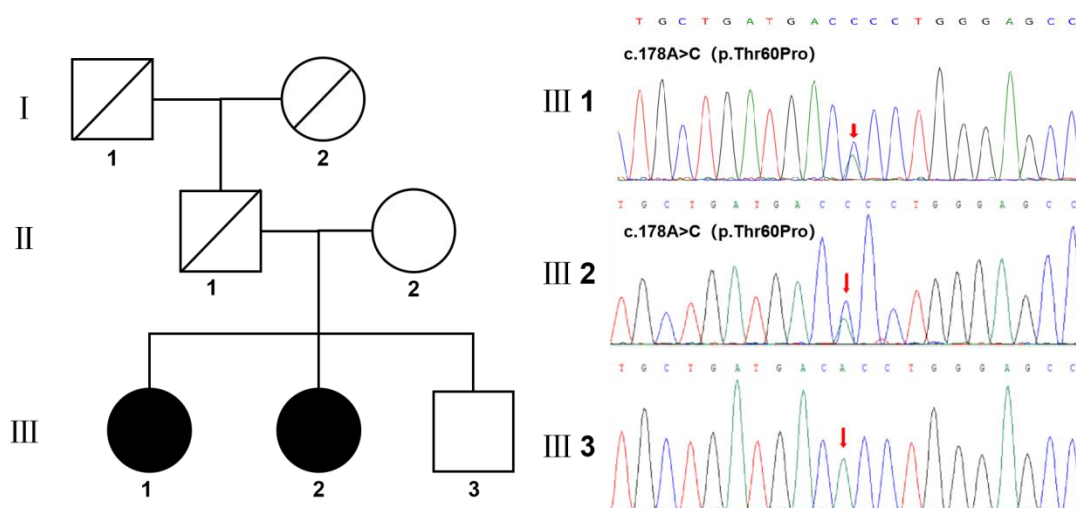 I
1
2
II
1
2
III
1
2
3
T G C T G A T G A C C C C T G G G A G C C
c.178A>C (p.Thr60Pro)
III 1
T G C T G A T G A C C C C T G G G A G C C
c.178A>C (p.Thr60Pro)
III 2
T G C T G A T G A C A C C T G G G A G C C
III 3